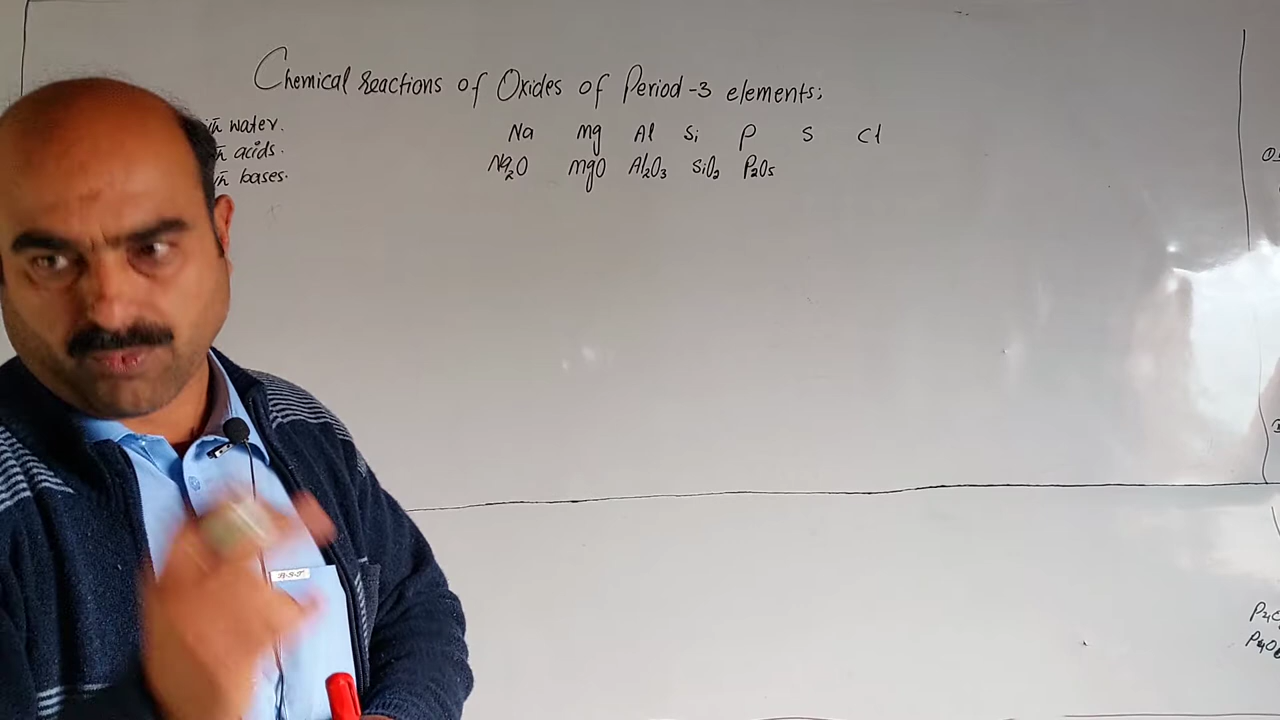 Chemical reactions of Oxides of Period-3 elements;
water.
acids.
bases.
Na Mg Al Si P S Cl
Na₂O MgO Al₂O₃ SiO₂ P₂O₅